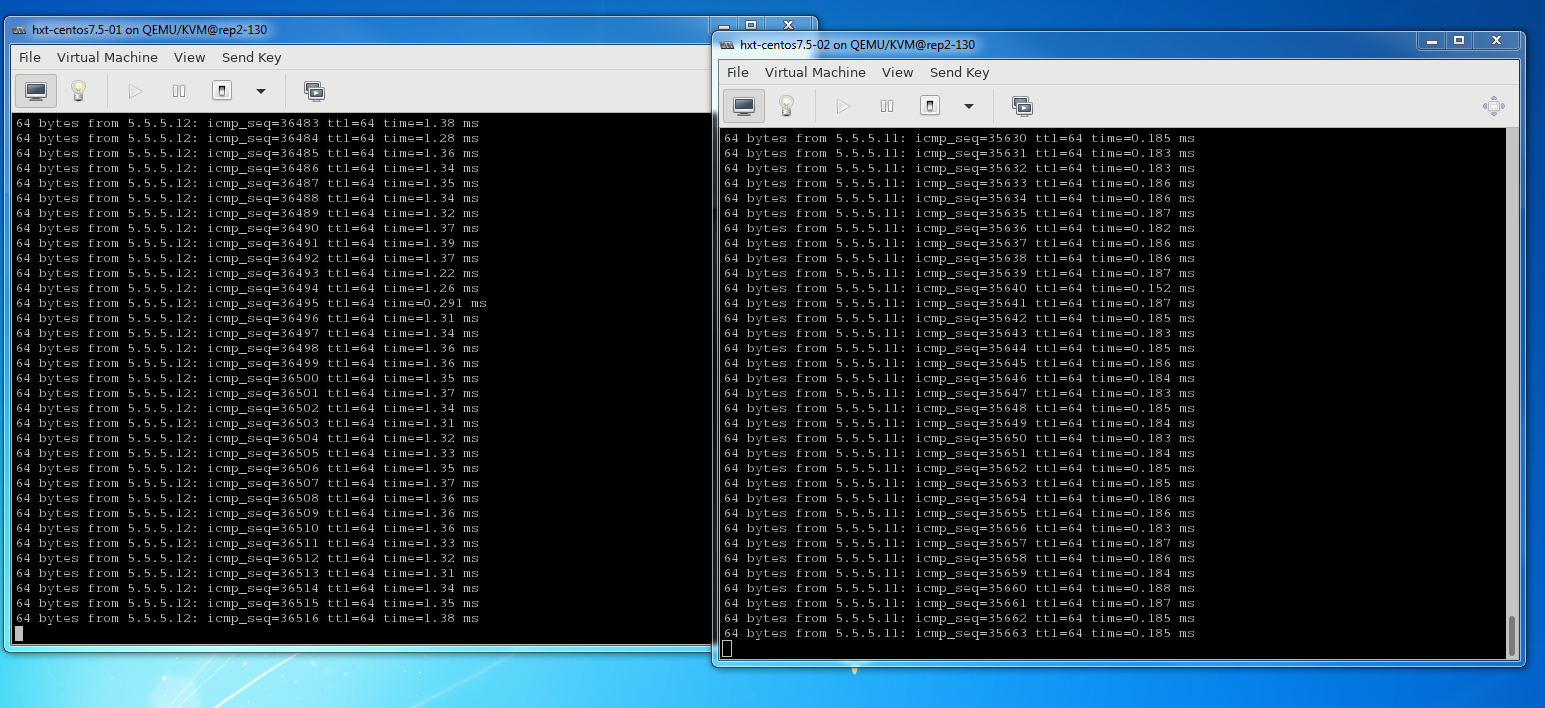 hxt-centos7.5-01 on QEMU/KVM@rep2-130
File Virtual Machine View Send Key
64 bytes from 5.5.5.12: icmp_seq=36483 ttl=64 time=1.38 ms
64 bytes from 5.5.5.12: icmp_seq=36484 ttl=64 time=1.28 ms
64 bytes from 5.5.5.12: icmp_seq=36485 ttl=64 time=1.36 ms
64 bytes from 5.5.5.12: icmp_seq=36486 ttl=64 time=1.34 ms
64 bytes from 5.5.5.12: icmp_seq=36487 ttl=64 time=1.35 ms
64 bytes from 5.5.5.12: icmp_seq=36488 ttl=64 time=1.34 ms
64 bytes from 5.5.5.12: icmp_seq=36489 ttl=64 time=1.32 ms
64 bytes from 5.5.5.12: icmp_seq=36490 ttl=64 time=1.37 ms
64 bytes from 5.5.5.12: icmp_seq=36491 ttl=64 time=1.39 ms
64 bytes from 5.5.5.12: icmp_seq=36492 ttl=64 time=1.37 ms
64 bytes from 5.5.5.12: icmp_seq=36493 ttl=64 time=1.22 ms
64 bytes from 5.5.5.12: icmp_seq=36494 ttl=64 time=1.26 ms
64 bytes from 5.5.5.12: icmp_seq=36495 ttl=64 time=0.291 ms
64 bytes from 5.5.5.12: icmp_seq=36496 ttl=64 time=1.31 ms
64 bytes from 5.5.5.12: icmp_seq=36497 ttl=64 time=1.34 ms
64 bytes from 5.5.5.12: icmp_seq=36498 ttl=64 time=1.36 ms
64 bytes from 5.5.5.12: icmp_seq=36499 ttl=64 time=1.36 ms
64 bytes from 5.5.5.12: icmp_seq=36500 ttl=64 time=1.35 ms
64 bytes from 5.5.5.12: icmp_seq=36501 ttl=64 time=1.37 ms
64 bytes from 5.5.5.12: icmp_seq=36502 ttl=64 time=1.34 ms
64 bytes from 5.5.5.12: icmp_seq=36503 ttl=64 time=1.31 ms
64 bytes from 5.5.5.12: icmp_seq=36504 ttl=64 time=1.32 ms
64 bytes from 5.5.5.12: icmp_seq=36505 ttl=64 time=1.33 ms
64 bytes from 5.5.5.12: icmp_seq=36506 ttl=64 time=1.35 ms
64 bytes from 5.5.5.12: icmp_seq=36507 ttl=64 time=1.37 ms
64 bytes from 5.5.5.12: icmp_seq=36508 ttl=64 time=1.36 ms
64 bytes from 5.5.5.12: icmp_seq=36509 ttl=64 time=1.36 ms
64 bytes from 5.5.5.12: icmp_seq=36510 ttl=64 time=1.36 ms
64 bytes from 5.5.5.12: icmp_seq=36511 ttl=64 time=1.33 ms
64 bytes from 5.5.5.12: icmp_seq=36512 ttl=64 time=1.32 ms
64 bytes from 5.5.5.12: icmp_seq=36513 ttl=64 time=1.31 ms
64 bytes from 5.5.5.12: icmp_seq=36514 ttl=64 time=1.34 ms
64 bytes from 5.5.5.12: icmp_seq=36515 ttl=64 time=1.35 ms
64 bytes from 5.5.5.12: icmp_seq=36516 ttl=64 time=1.38 ms
hxt-centos7.5-02 on QEMU/KVM@rep2-130
File Virtual Machine View Send Key
64 bytes from 5.5.5.11: icmp_seq=35630 ttl=64 time=0.185 ms
64 bytes from 5.5.5.11: icmp_seq=35631 ttl=64 time=0.183 ms
64 bytes from 5.5.5.11: icmp_seq=35632 ttl=64 time=0.183 ms
64 bytes from 5.5.5.11: icmp_seq=35633 ttl=64 time=0.186 ms
64 bytes from 5.5.5.11: icmp_seq=35634 ttl=64 time=0.186 ms
64 bytes from 5.5.5.11: icmp_seq=35635 ttl=64 time=0.187 ms
64 bytes from 5.5.5.11: icmp_seq=35636 ttl=64 time=0.182 ms
64 bytes from 5.5.5.11: icmp_seq=35637 ttl=64 time=0.186 ms
64 bytes from 5.5.5.11: icmp_seq=35638 ttl=64 time=0.186 ms
64 bytes from 5.5.5.11: icmp_seq=35639 ttl=64 time=0.187 ms
64 bytes from 5.5.5.11: icmp_seq=35640 ttl=64 time=0.152 ms
64 bytes from 5.5.5.11: icmp_seq=35641 ttl=64 time=0.187 ms
64 bytes from 5.5.5.11: icmp_seq=35642 ttl=64 time=0.185 ms
64 bytes from 5.5.5.11: icmp_seq=35643 ttl=64 time=0.183 ms
64 bytes from 5.5.5.11: icmp_seq=35644 ttl=64 time=0.185 ms
64 bytes from 5.5.5.11: icmp_seq=35645 ttl=64 time=0.186 ms
64 bytes from 5.5.5.11: icmp_seq=35646 ttl=64 time=0.184 ms
64 bytes from 5.5.5.11: icmp_seq=35647 ttl=64 time=0.183 ms
64 bytes from 5.5.5.11: icmp_seq=35648 ttl=64 time=0.185 ms
64 bytes from 5.5.5.11: icmp_seq=35649 ttl=64 time=0.184 ms
64 bytes from 5.5.5.11: icmp_seq=35650 ttl=64 time=0.183 ms
64 bytes from 5.5.5.11: icmp_seq=35651 ttl=64 time=0.184 ms
64 bytes from 5.5.5.11: icmp_seq=35652 ttl=64 time=0.185 ms
64 bytes from 5.5.5.11: icmp_seq=35653 ttl=64 time=0.185 ms
64 bytes from 5.5.5.11: icmp_seq=35654 ttl=64 time=0.186 ms
64 bytes from 5.5.5.11: icmp_seq=35655 ttl=64 time=0.186 ms
64 bytes from 5.5.5.11: icmp_seq=35656 ttl=64 time=0.183 ms
64 bytes from 5.5.5.11: icmp_seq=35657 ttl=64 time=0.187 ms
64 bytes from 5.5.5.11: icmp_seq=35658 ttl=64 time=0.186 ms
64 bytes from 5.5.5.11: icmp_seq=35659 ttl=64 time=0.184 ms
64 bytes from 5.5.5.11: icmp_seq=35660 ttl=64 time=0.188 ms
64 bytes from 5.5.5.11: icmp_seq=35661 ttl=64 time=0.187 ms
64 bytes from 5.5.5.11: icmp_seq=35662 ttl=64 time=0.185 ms
64 bytes from 5.5.5.11: icmp_seq=35663 ttl=64 time=0.185 ms